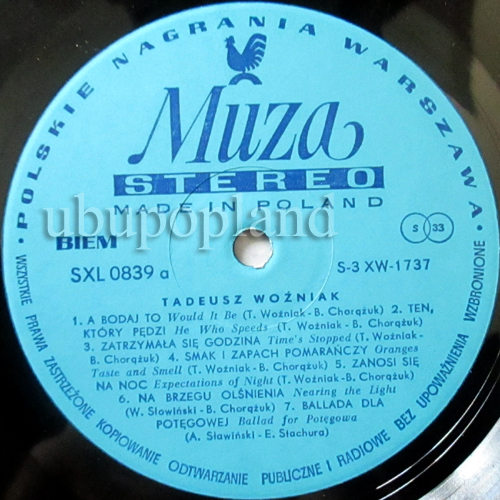 • POLSKIE NAGRANIA WARSZAWA •
Muza
STEREO
MADE IN POLAND
ubupopland
BIEM
S 33
SXL 0839 a
S-3 XW-1737
TADEUSZ WOŹNIAK
1. A BODAJ TO Would It Be (T. Woźniak-B. Chorążuk) 2. TEN,
KTÓRY PĘDZI He Who Speeds (T. Woźniak-B. Chorążuk)
3. ZATRZYMAŁA SIĘ GODZINA Time's Stopped (T. Woźniak-
B. Chorążuk) 4. SMAK I ZAPACH POMARAŃCZY Oranges
Taste and Smell (T. Woźniak-B. Chorążuk) 5. ZANOSI SIĘ
NA NOC Expectations of Night (T. Woźniak-B. Chorążuk)
6. NA BRZEGU OLŚNIENIA Nearing the Light
(W. Słowiński-B. Chorążuk) 7. BALLADA DLA
POTĘGOWEJ Ballad for Potęgowa
(A. Sławiński-E. Stachura)
WSZYSTKIE PRAWA ZASTRZEŻONE KOPIOWANIE ODTWARZANIE PUBLICZNE I RADIOWE BEZ UPOWAŻNIENIA WZBRONIONE